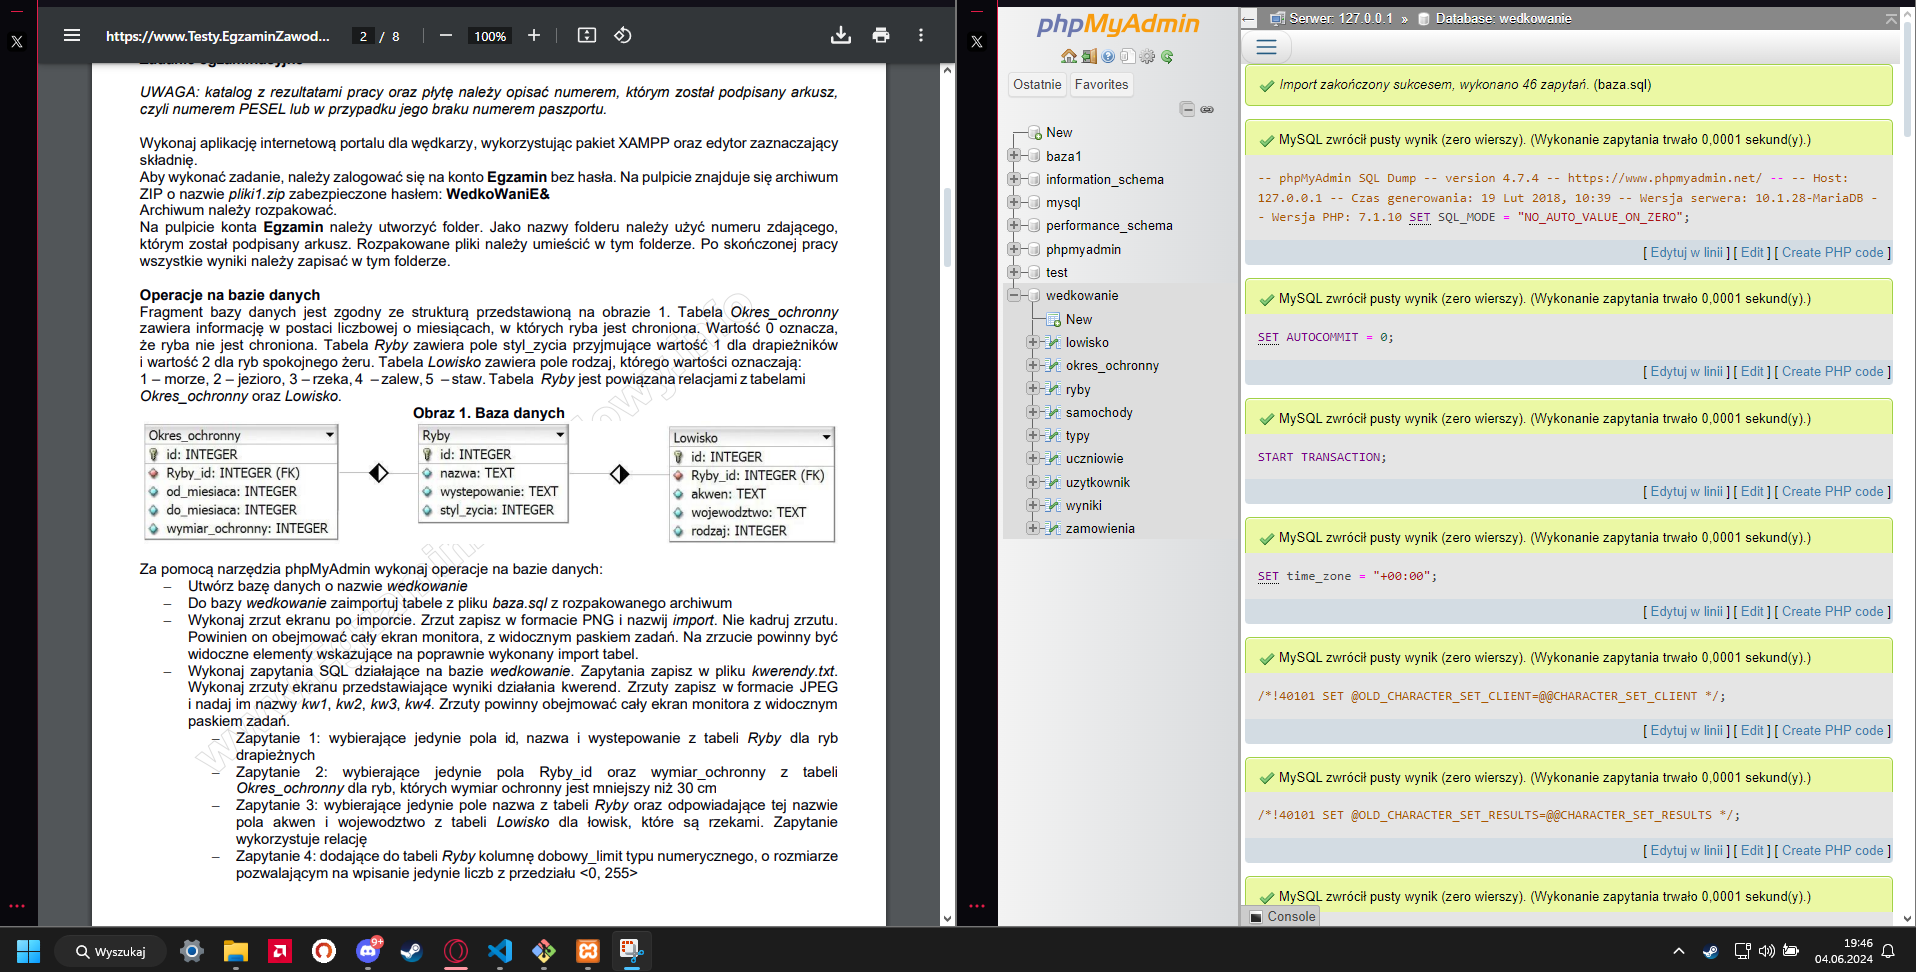 https://www.Testy.EgzaminZawod...
2 / 8
100%
Zadanie egzaminacyjne
UWAGA: katalog z rezultatami pracy oraz płytę należy opisać numerem, którym został podpisany arkusz,
czyli numerem PESEL lub w przypadku jego braku numerem paszportu.
Wykonaj aplikację internetową portalu dla wędkarzy, wykorzystując pakiet XAMPP oraz edytor zaznaczający
składnię.
Aby wykonać zadanie, należy zalogować się na konto Egzamin bez hasła. Na pulpicie znajduje się archiwum
ZIP o nazwie pliki1.zip zabezpieczone hasłem: WedkoWaniE&
Archiwum należy rozpakować.
Na pulpicie konta Egzamin należy utworzyć folder. Jako nazwy folderu należy użyć numeru zdającego,
którym został podpisany arkusz. Rozpakowane pliki należy umieścić w tym folderze. Po skończonej pracy
wszystkie wyniki należy zapisać w tym folderze.
Operacje na bazie danych
Fragment bazy danych jest zgodny ze strukturą przedstawioną na obrazie 1. Tabela Okres_ochronny
zawiera informację w postaci liczbowej o miesiącach, w których ryba jest chroniona. Wartość 0 oznacza,
że ryba nie jest chroniona. Tabela Ryby zawiera pole styl_zycia przyjmujące wartość 1 dla drapieżników
i wartość 2 dla ryb spokojnego żeru. Tabela Lowisko zawiera pole rodzaj, którego wartości oznaczają:
1 – morze, 2 – jezioro, 3 – rzeka, 4 – zalew, 5 – staw. Tabela Ryby jest powiązana relacjami z tabelami
Okres_ochronny oraz Lowisko.
Obraz 1. Baza danych
Okres_ochronny
id: INTEGER
Ryby_id: INTEGER (FK)
od_miesiaca: INTEGER
do_miesiaca: INTEGER
wymiar_ochronny: INTEGER
Ryby
id: INTEGER
nazwa: TEXT
wystepowanie: TEXT
styl_zycia: INTEGER
Lowisko
id: INTEGER
Ryby_id: INTEGER (FK)
akwen: TEXT
wojewodztwo: TEXT
rodzaj: INTEGER
Za pomocą narzędzia phpMyAdmin wykonaj operacje na bazie danych:
– Utwórz bazę danych o nazwie wedkowanie
– Do bazy wedkowanie zaimportuj tabele z pliku baza.sql z rozpakowanego archiwum
– Wykonaj zrzut ekranu po imporcie. Zrzut zapisz w formacie PNG i nazwij import. Nie kadruj zrzutu.
Powinien on obejmować cały ekran monitora, z widocznym paskiem zadań. Na zrzucie powinny być
widoczne elementy wskazujące na poprawnie wykonany import tabel.
– Wykonaj zapytania SQL działające na bazie wedkowanie. Zapytania zapisz w pliku kwerendy.txt.
Wykonaj zrzuty ekranu przedstawiające wyniki działania kwerend. Zrzuty zapisz w formacie JPEG
i nadaj im nazwy kw1, kw2, kw3, kw4. Zrzuty powinny obejmować cały ekran monitora z widocznym
paskiem zadań.
– Zapytanie 1: wybierające jedynie pola id, nazwa i wystepowanie z tabeli Ryby dla ryb
drapieżnych
– Zapytanie 2: wybierające jedynie pola Ryby_id oraz wymiar_ochronny z tabeli
Okres_ochronny dla ryb, których wymiar ochronny jest mniejszy niż 30 cm
– Zapytanie 3: wybierające jedynie pole nazwa z tabeli Ryby oraz odpowiadające tej nazwie
pola akwen i wojewodztwo z tabeli Lowisko dla łowisk, które są rzekami. Zapytanie
wykorzystuje relację
– Zapytanie 4: dodające do tabeli Ryby kolumnę dobowy_limit typu numerycznego, o rozmiarze
pozwalającym na wpisanie jedynie liczb z przedziału <0, 255>
phpMyAdmin
Ostatnie
Favorites
New
baza1
information_schema
mysql
performance_schema
phpmyadmin
test
wedkowanie
New
lowisko
okres_ochronny
ryby
samochody
typy
uczniowie
uzytkownik
wyniki
zamowienia
Serwer: 127.0.0.1 » Database: wedkowanie
Import zakończony sukcesem, wykonano 46 zapytań. (baza.sql)
MySQL zwrócił pusty wynik (zero wierszy). (Wykonanie zapytania trwało 0,0001 sekund(y).)
-- phpMyAdmin SQL Dump -- version 4.7.4 -- https://www.phpmyadmin.net/ -- -- Host:
127.0.0.1 -- Czas generowania: 19 Lut 2018, 10:39 -- Wersja serwera: 10.1.28-MariaDB -
- Wersja PHP: 7.1.10 SET SQL_MODE = "NO_AUTO_VALUE_ON_ZERO";
[ Edytuj w linii ] [ Edit ] [ Create PHP code ]
MySQL zwrócił pusty wynik (zero wierszy). (Wykonanie zapytania trwało 0,0001 sekund(y).)
SET AUTOCOMMIT = 0;
[ Edytuj w linii ] [ Edit ] [ Create PHP code ]
MySQL zwrócił pusty wynik (zero wierszy). (Wykonanie zapytania trwało 0,0001 sekund(y).)
START TRANSACTION;
[ Edytuj w linii ] [ Edit ] [ Create PHP code ]
MySQL zwrócił pusty wynik (zero wierszy). (Wykonanie zapytania trwało 0,0001 sekund(y).)
SET time_zone = "+00:00";
[ Edytuj w linii ] [ Edit ] [ Create PHP code ]
MySQL zwrócił pusty wynik (zero wierszy). (Wykonanie zapytania trwało 0,0001 sekund(y).)
/*!40101 SET @OLD_CHARACTER_SET_CLIENT=@@CHARACTER_SET_CLIENT */;
[ Edytuj w linii ] [ Edit ] [ Create PHP code ]
MySQL zwrócił pusty wynik (zero wierszy). (Wykonanie zapytania trwało 0,0001 sekund(y).)
/*!40101 SET @OLD_CHARACTER_SET_RESULTS=@@CHARACTER_SET_RESULTS */;
[ Edytuj w linii ] [ Edit ] [ Create PHP code ]
MySQL zwrócił pusty wynik (zero wierszy). (Wykonanie zapytania trwało 0,0001 sekund(y).)
Console
Wyszukaj
9+
19:46
04.06.2024